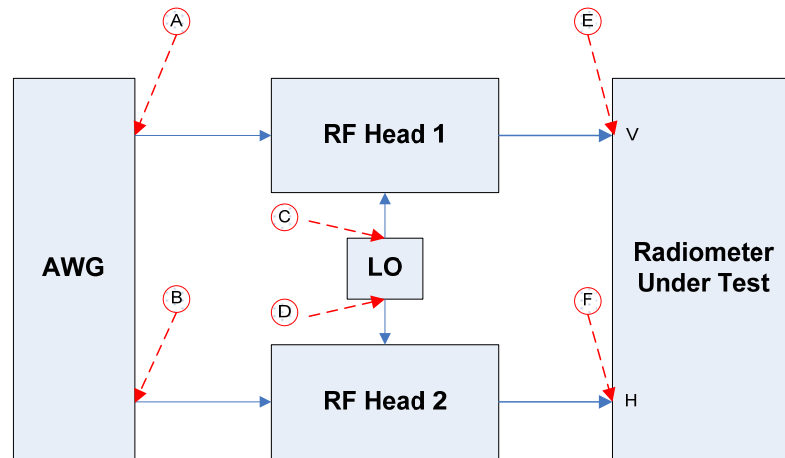 A
E
RF Head 1
V
C
AWG
LO
Radiometer
Under Test
B
D
F
RF Head 2
H